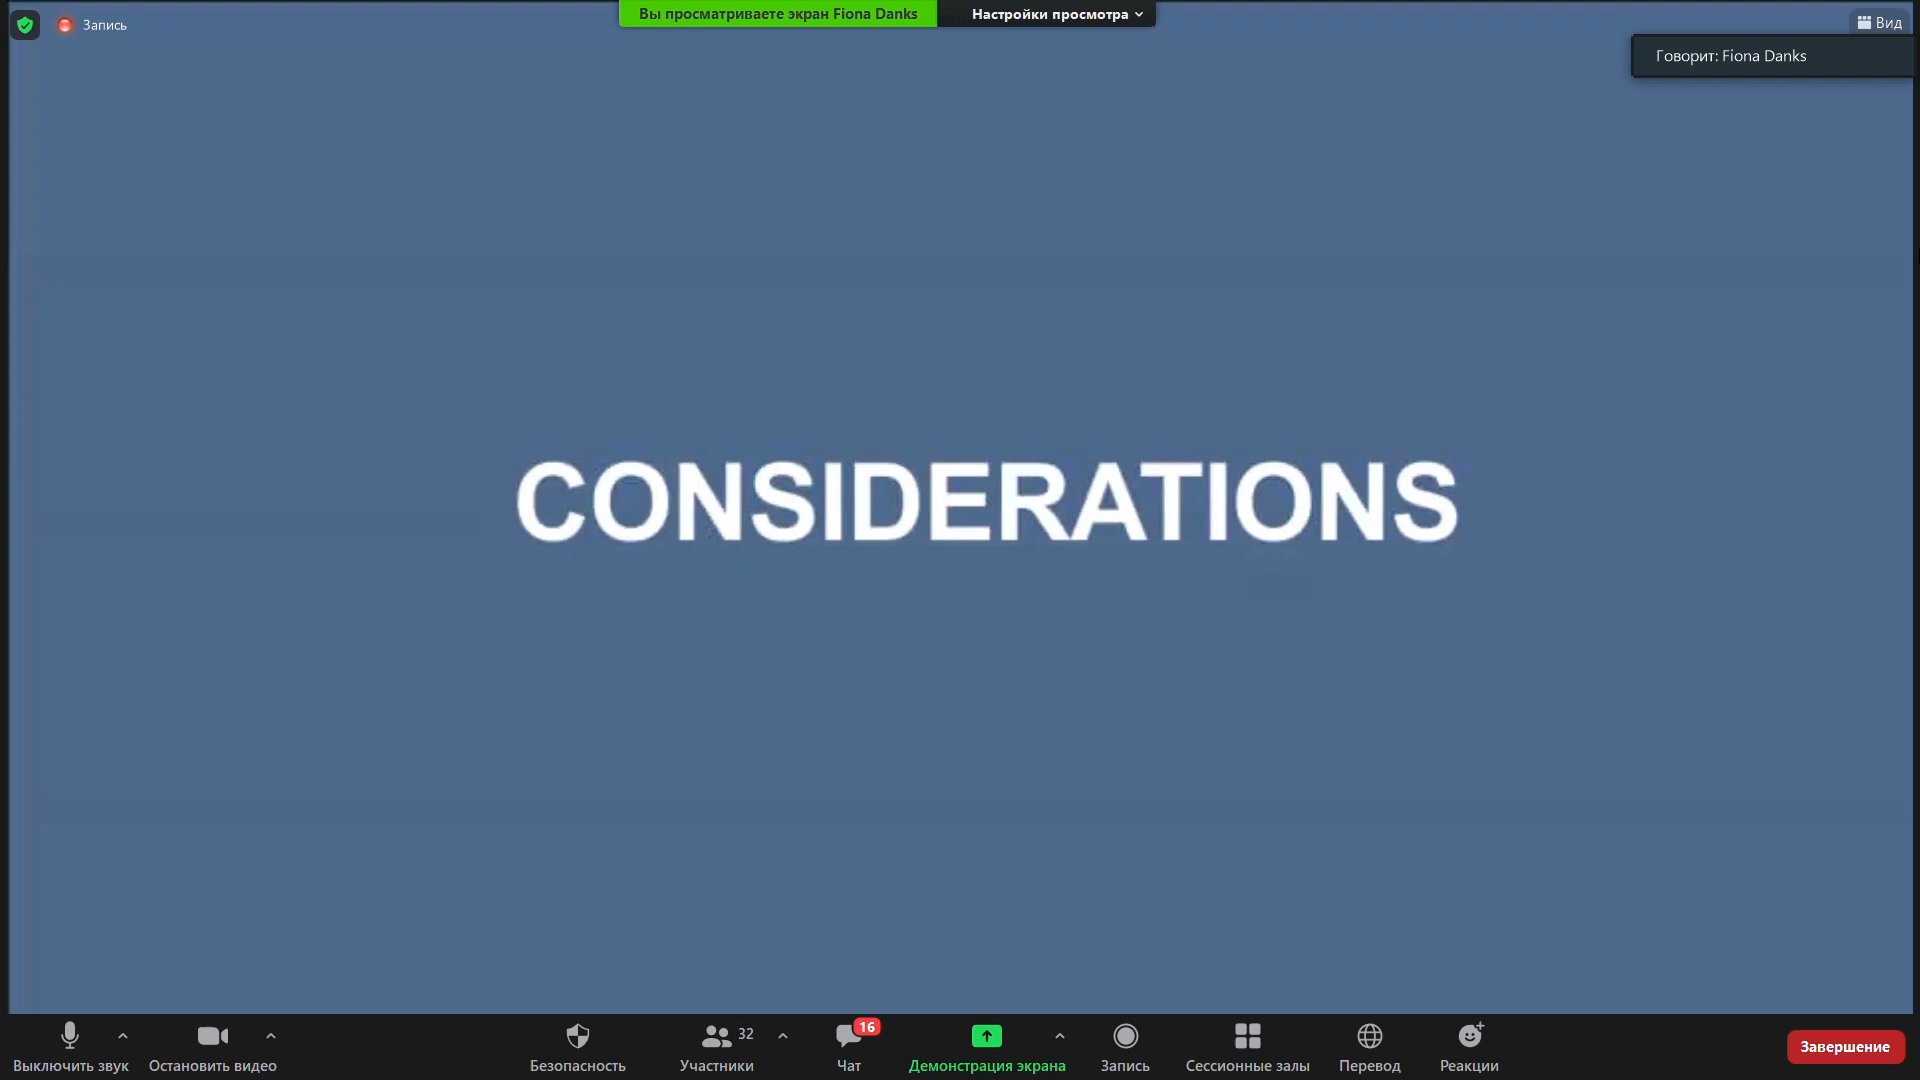 Вы просматриваете экран Fiona Danks
Настройки просмотра
Запись
Вид
Говорит: Fiona Danks
CONSIDERATIONS
32
16
Выключить звук
Остановить видео
Безопасность
Участники
Чат
Демонстрация экрана
Запись
Сессионные залы
Перевод
Реакции
Завершение